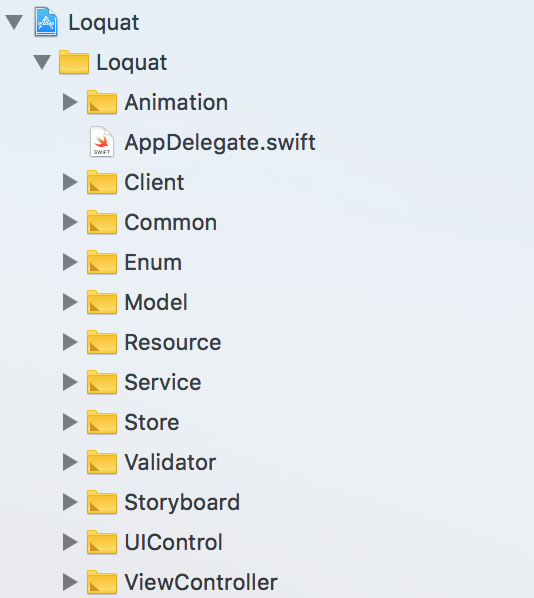 Loquat
Loquat
Animation
SWIFT AppDelegate.swift
Client
Common
Enum
Model
Resource
Service
Store
Validator
Storyboard
UIControl
ViewController